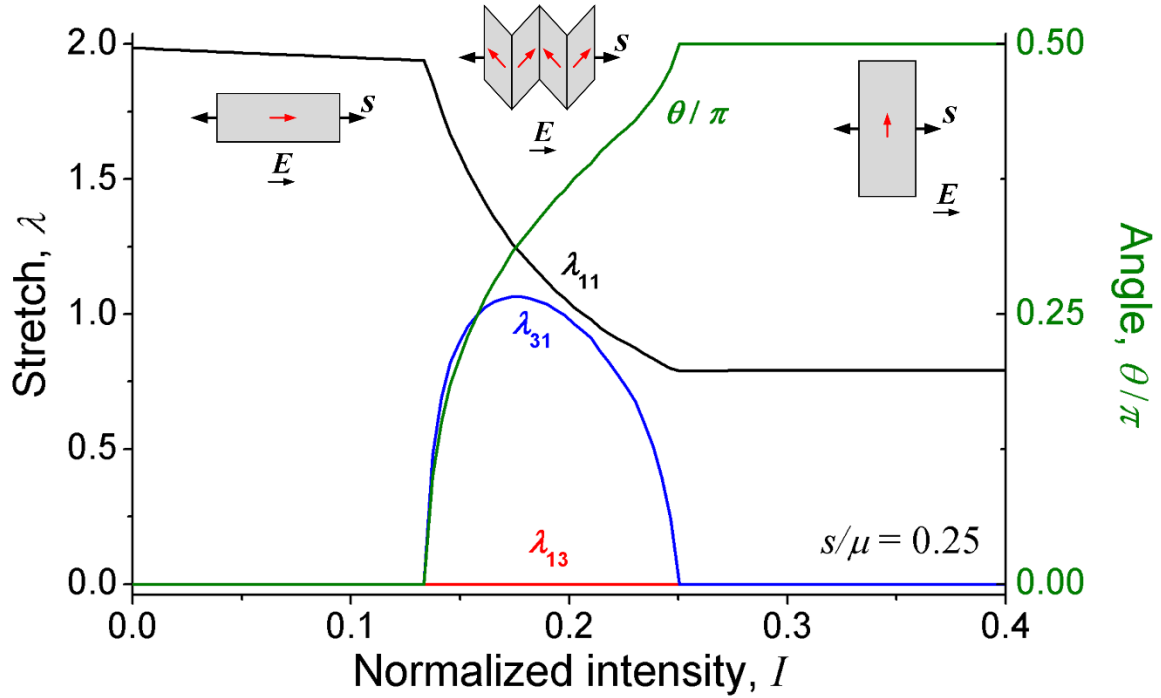 2.0
1.5
1.0
0.5
0.0
Stretch, λ
0.50
0.25
0.00
Angle, θ/π
0.0
0.1
0.2
0.3
0.4
Normalized intensity, I
s
E
s
E
s
E
θ/ π
λ11
λ31
λ13
s/μ = 0.25